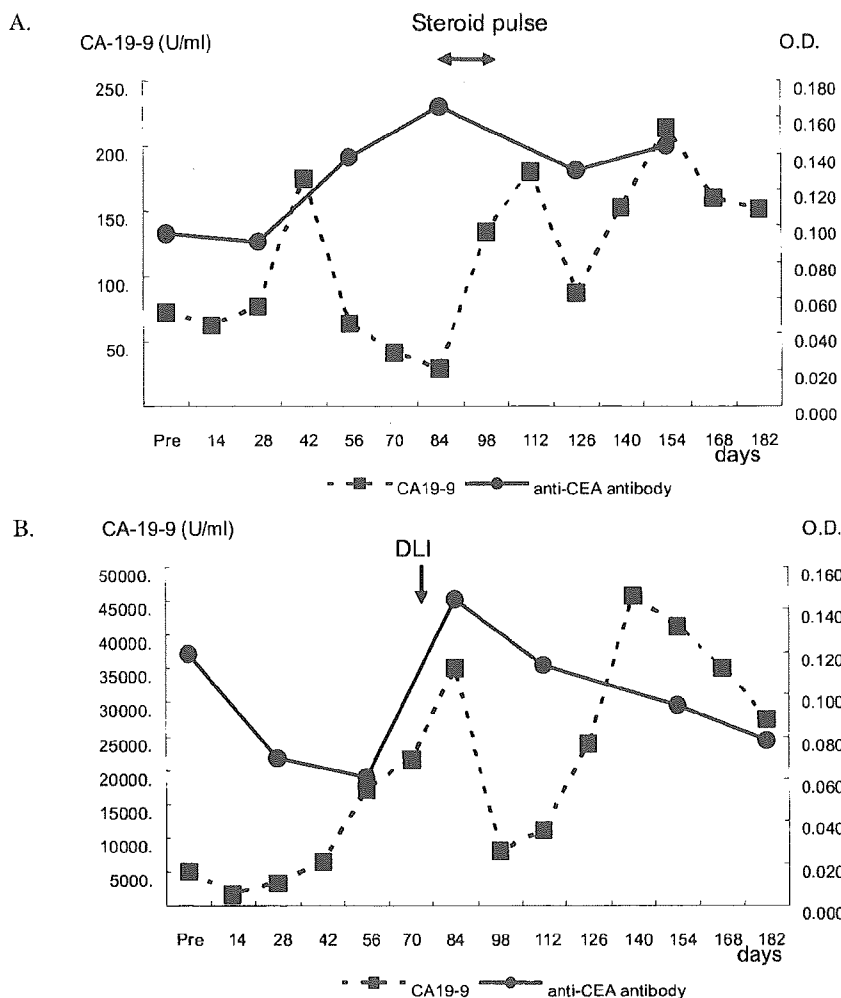 A.
Steroid pulse
CA-19-9 (U/ml)
O.D.
250.
200.
150.
100.
50.
0.180
0.160
0.140
0.120
0.100
0.080
0.060
0.040
0.020
0.000
Pre 14 28 42 56 70 84 98 112 126 140 154 168 182
days
CA19-9 anti-CEA antibody
B.
CA-19-9 (U/ml)
O.D.
DLI
50000.
45000.
40000.
35000.
30000.
25000.
20000.
15000.
10000.
5000.
0.160
0.140
0.120
0.100
0.080
0.060
0.040
0.020
0.000
Pre 14 28 42 56 70 84 98 112 126 140 154 168 182
days
CA19-9 anti-CEA antibody